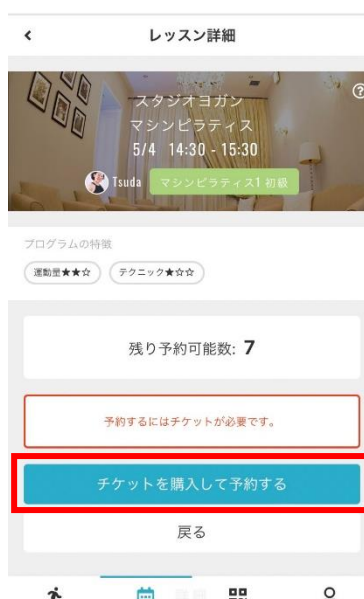 レッスン詳細
スタジオヨガン
マシンピラティス
5/4 14:30 - 15:30
Tsuda マシンピラティス1 初級
プログラムの特徴
運動量★★☆ テクニック★☆☆
残り予約可能数: 7
予約するにはチケットが必要です。
チケットを購入して予約する
戻る